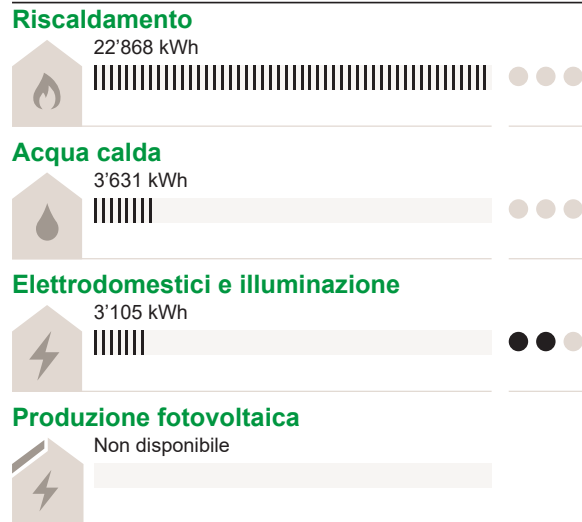 Riscaldamento
22’868 kWh
Acqua calda
3’631 kWh
Elettrodomestici e illuminazione
3’105 kWh
Produzione fotovoltaica
Non disponibile